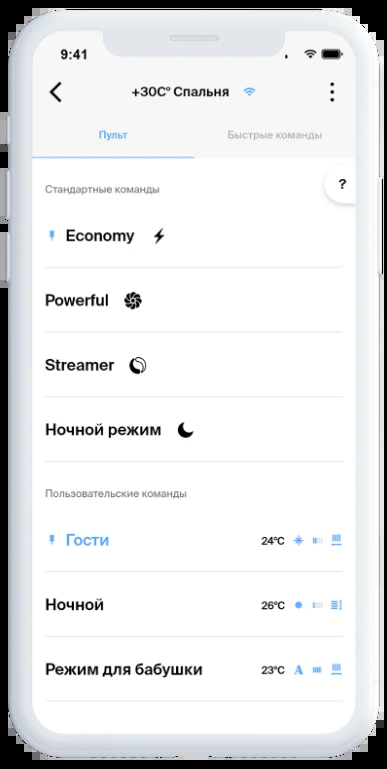 9:41
+30C° Спальня
Пульт
Быстрые команды
Стандартные команды
?
Economy
Powerful
Streamer
Ночной режим
Пользовательские команды
Гости 24°C
Ночной 26°C
Режим для бабушки 23°C A